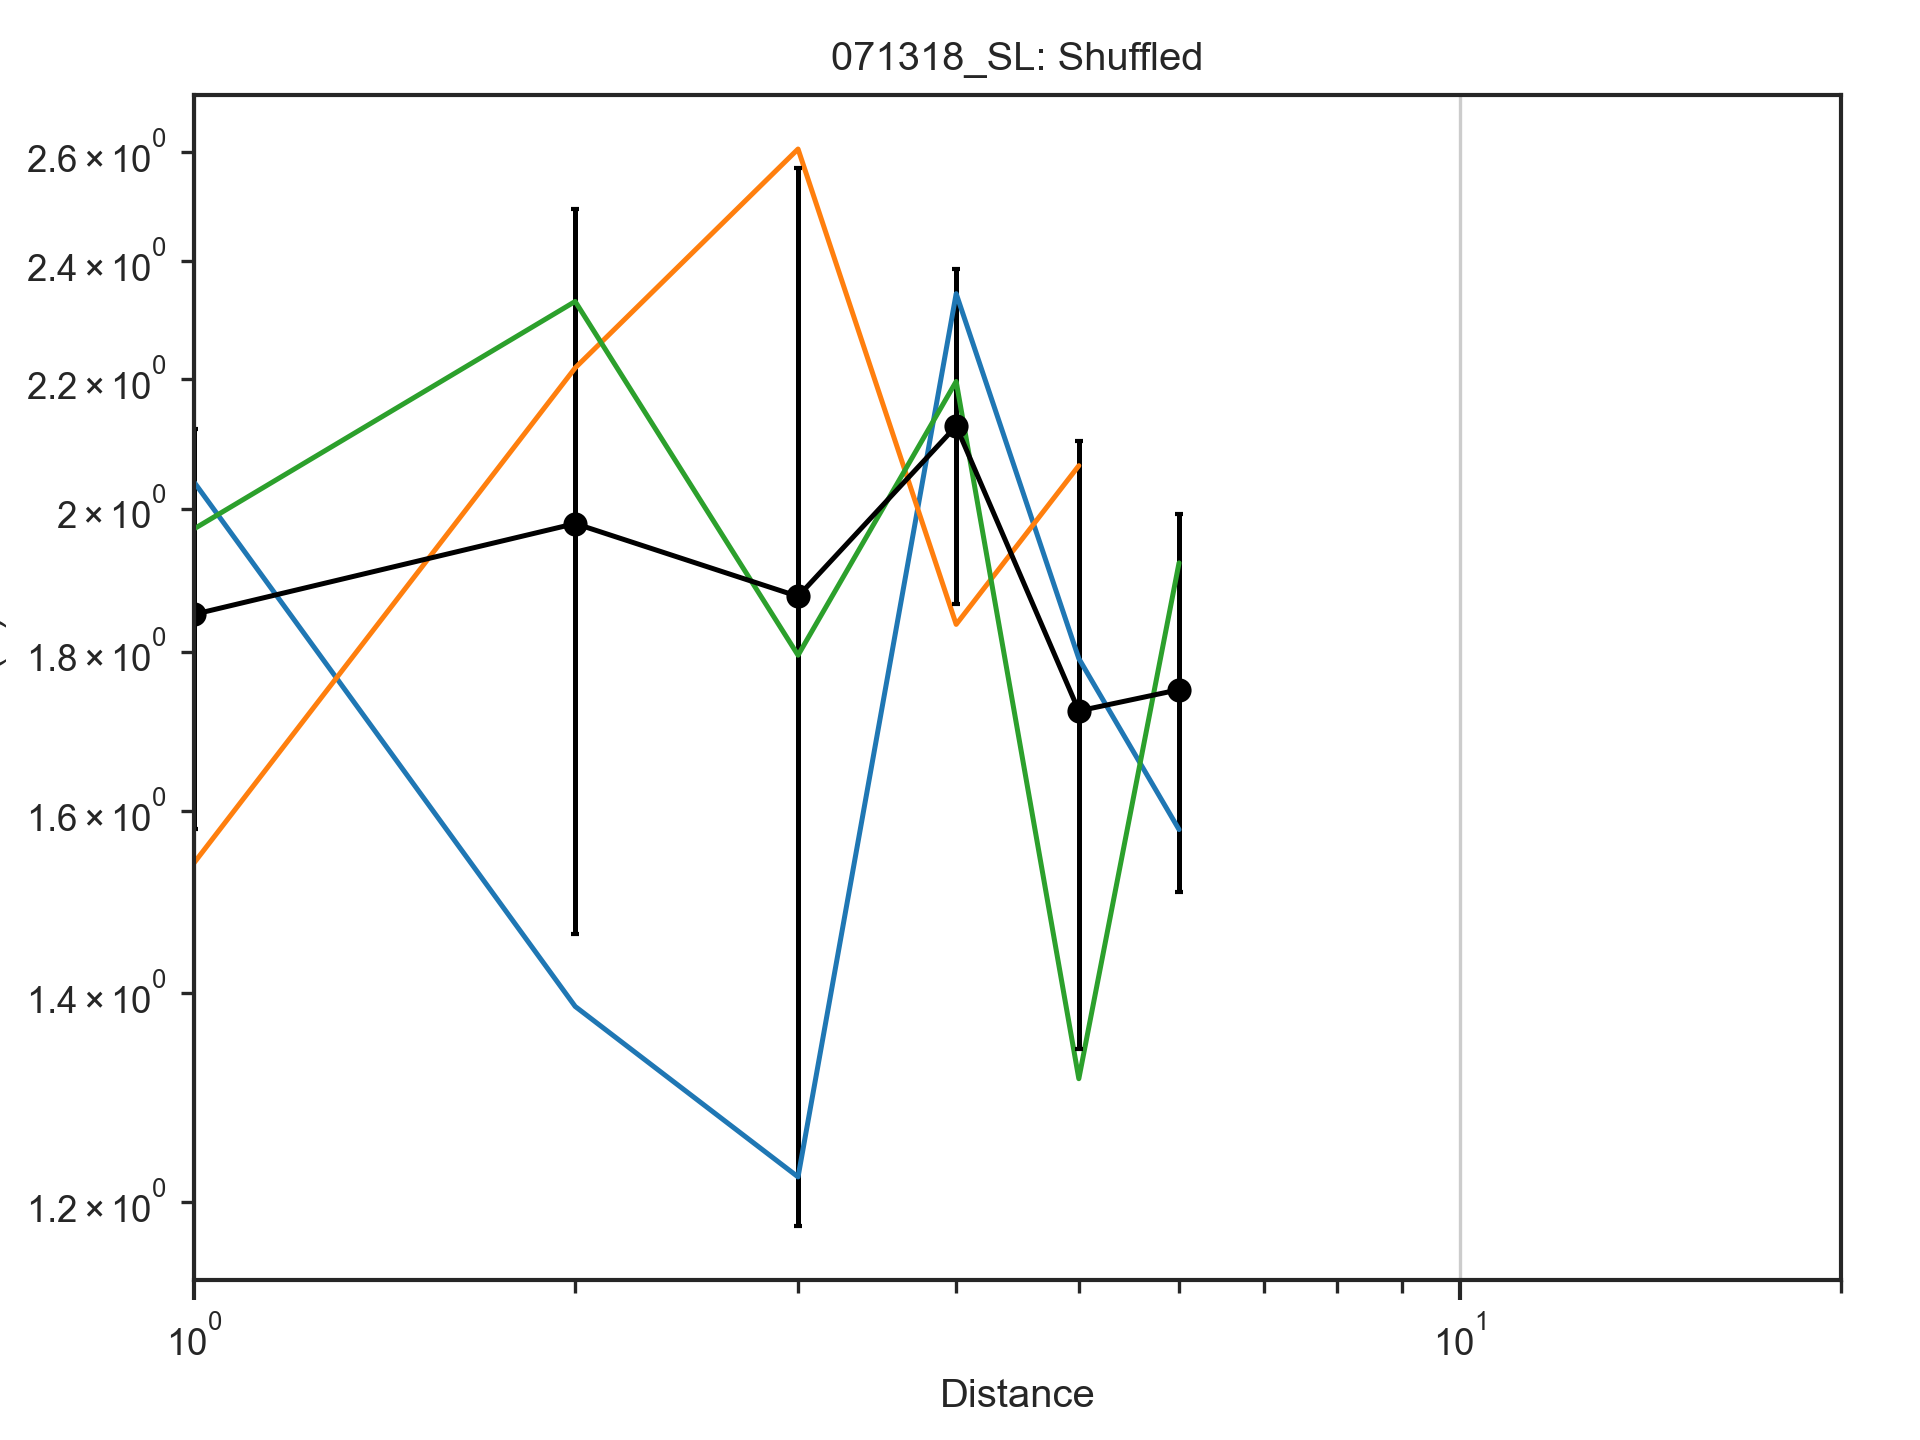 071318_SL: Shuffled
2.6 × 10⁰
2.4 × 10⁰
2.2 × 10⁰
2 × 10⁰
1.8 × 10⁰
1.6 × 10⁰
1.4 × 10⁰
1.2 × 10⁰
10⁰ 10¹
Distance